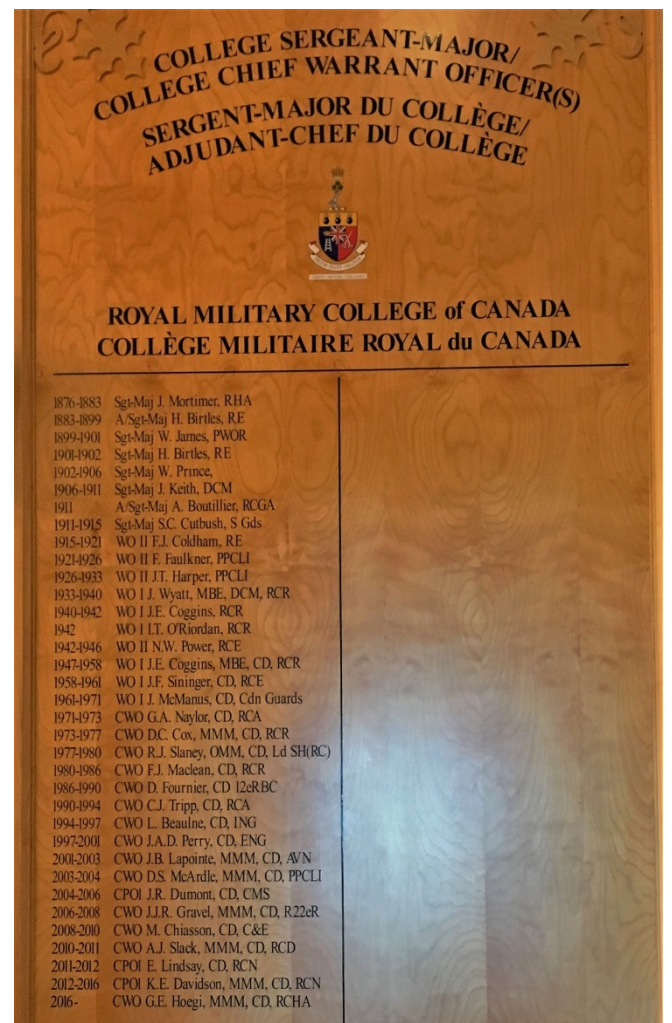 COLLEGE SERGEANT-MAJOR/
COLLEGE CHIEF WARRANT OFFICER(S)
SERGENT-MAJOR DU COLLÈGE/
ADJUDANT-CHEF DU COLLÈGE
ROYAL MILITARY COLLEGE of CANADA
COLLÈGE MILITAIRE ROYAL du CANADA
1876-1883 Sgt-Maj J. Mortimer, RHA
1883-1899 A/Sgt-Maj H. Birtles, RE
1899-1901 Sgt-Maj W. James, PWOR
1901-1902 Sgt-Maj H. Birtles, RE
1902-1906 Sgt-Maj W. Prince,
1906-1911 Sgt-Maj J. Keith, DCM
1911 A/Sgt-Maj A. Boutillier, RCGA
1911-1915 Sgt-Maj S.C. Cutbush, S Gds
1915-1921 WO II F.J. Coldham, RE
1921-1926 WO II F. Faulkner, PPCLI
1926-1933 WO II J.T. Harper, PPCLI
1933-1940 WO I J. Wyatt, MBE, DCM, RCR
1940-1942 WO I J.E. Coggins, RCR
1942 WO I I.T. O'Riordan, RCR
1942-1946 WO II N.W. Power, RCE
1947-1958 WO I J.E. Coggins, MBE, CD, RCR
1958-1961 WO I J.F. Sininger, CD, RCE
1961-1971 WO I J. McManus, CD, Cdn Guards
1971-1973 CWO G.A. Naylor, CD, RCA
1973-1977 CWO D.C. Cox, MMM, CD, RCR
1977-1980 CWO R.J. Slaney, OMM, CD, Ld SH(RC)
1980-1986 CWO F.J. Maclean, CD, RCR
1986-1990 CWO D. Fournier, CD 12eRBC
1990-1994 CWO C.J. Tripp, CD, RCA
1994-1997 CWO L. Beaulne, CD, ING
1997-2001 CWO J.A.D. Perry, CD, ENG
2001-2003 CWO J.B. Lapointe, MMM, CD, AVN
2003-2004 CWO D.S. McArdle, MMM, CD, PPCLI
2004-2006 CPO1 J.R. Dumont, CD, CMS
2006-2008 CWO J.J.R. Gravel, MMM, CD, R22eR
2008-2010 CWO M. Chiasson, CD, C&E
2010-2011 CWO A.J. Slack, MMM, CD, RCD
2011-2012 CPO1 E. Lindsay, CD, RCN
2012-2016 CPO1 K.E. Davidson, MMM, CD, RCN
2016- CWO G.E. Hoegi, MMM, CD, RCHA